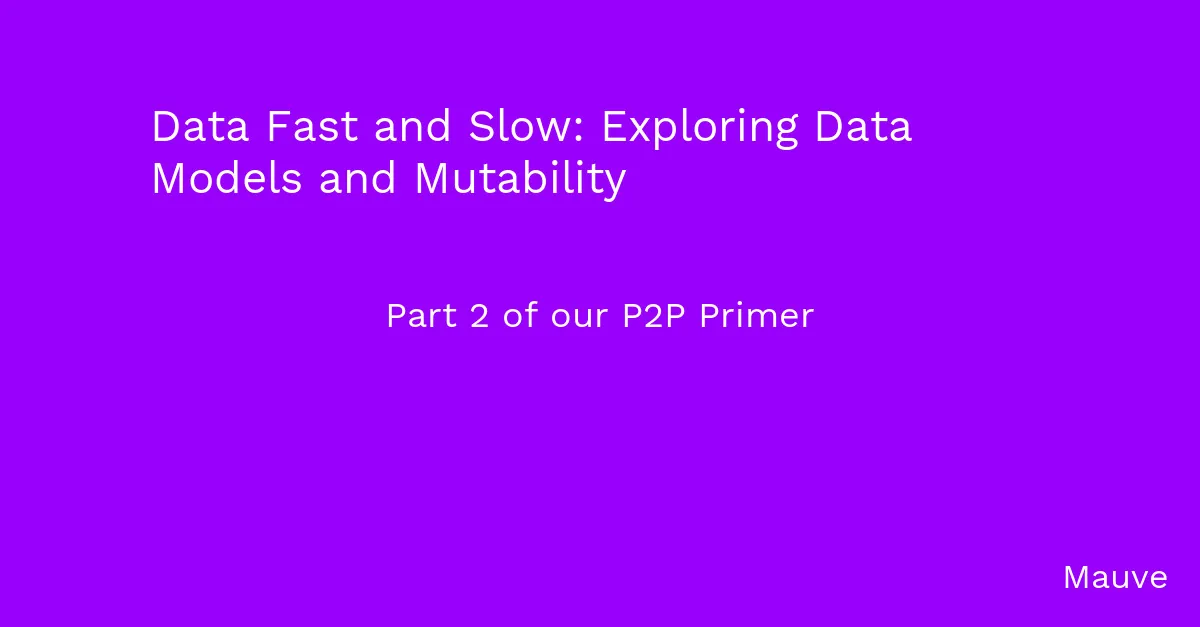 Data Fast and Slow: Exploring Data
Models and Mutability
Part 2 of our P2P Primer
Mauve